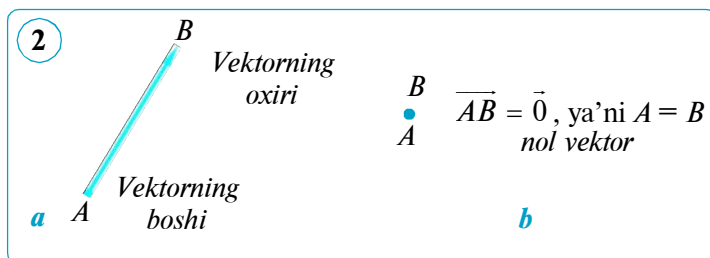 2
B
Vektorning
oxiri
A
Vektorning
boshi
a
B
A
$\overrightarrow{AB} = \vec{0}$, ya’ni A = B
nol vektor
b